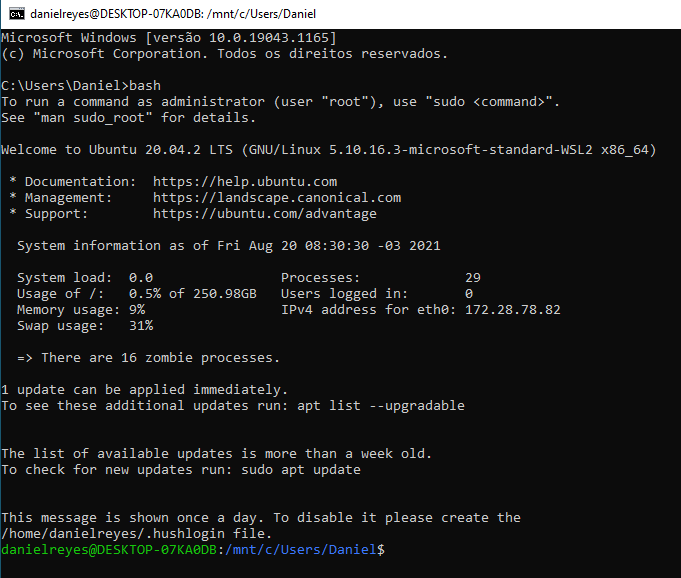 danielreyes@DESKTOP-07KA0DB: /mnt/c/Users/Daniel
Microsoft Windows [versão 10.0.19043.1165]
(c) Microsoft Corporation. Todos os direitos reservados.
C:\Users\Daniel>bash
To run a command as administrator (user "root"), use "sudo <command>".
See "man sudo_root" for details.
Welcome to Ubuntu 20.04.2 LTS (GNU/Linux 5.10.16.3-microsoft-standard-WSL2 x86_64)
* Documentation:  https://help.ubuntu.com
* Management:     https://landscape.canonical.com
* Support:        https://ubuntu.com/advantage
System information as of Fri Aug 20 08:30:30 -03 2021
System load:  0.0                Processes:             29
Usage of /:   0.5% of 250.98GB   Users logged in:       0
Memory usage: 9%                 IPv4 address for eth0: 172.28.78.82
Swap usage:   31%
=> There are 16 zombie processes.
1 update can be applied immediately.
To see these additional updates run: apt list --upgradable
The list of available updates is more than a week old.
To check for new updates run: sudo apt update
This message is shown once a day. To disable it please create the
/home/danielreyes/.hushlogin file.
danielreyes@DESKTOP-07KA0DB:/mnt/c/Users/Daniel$